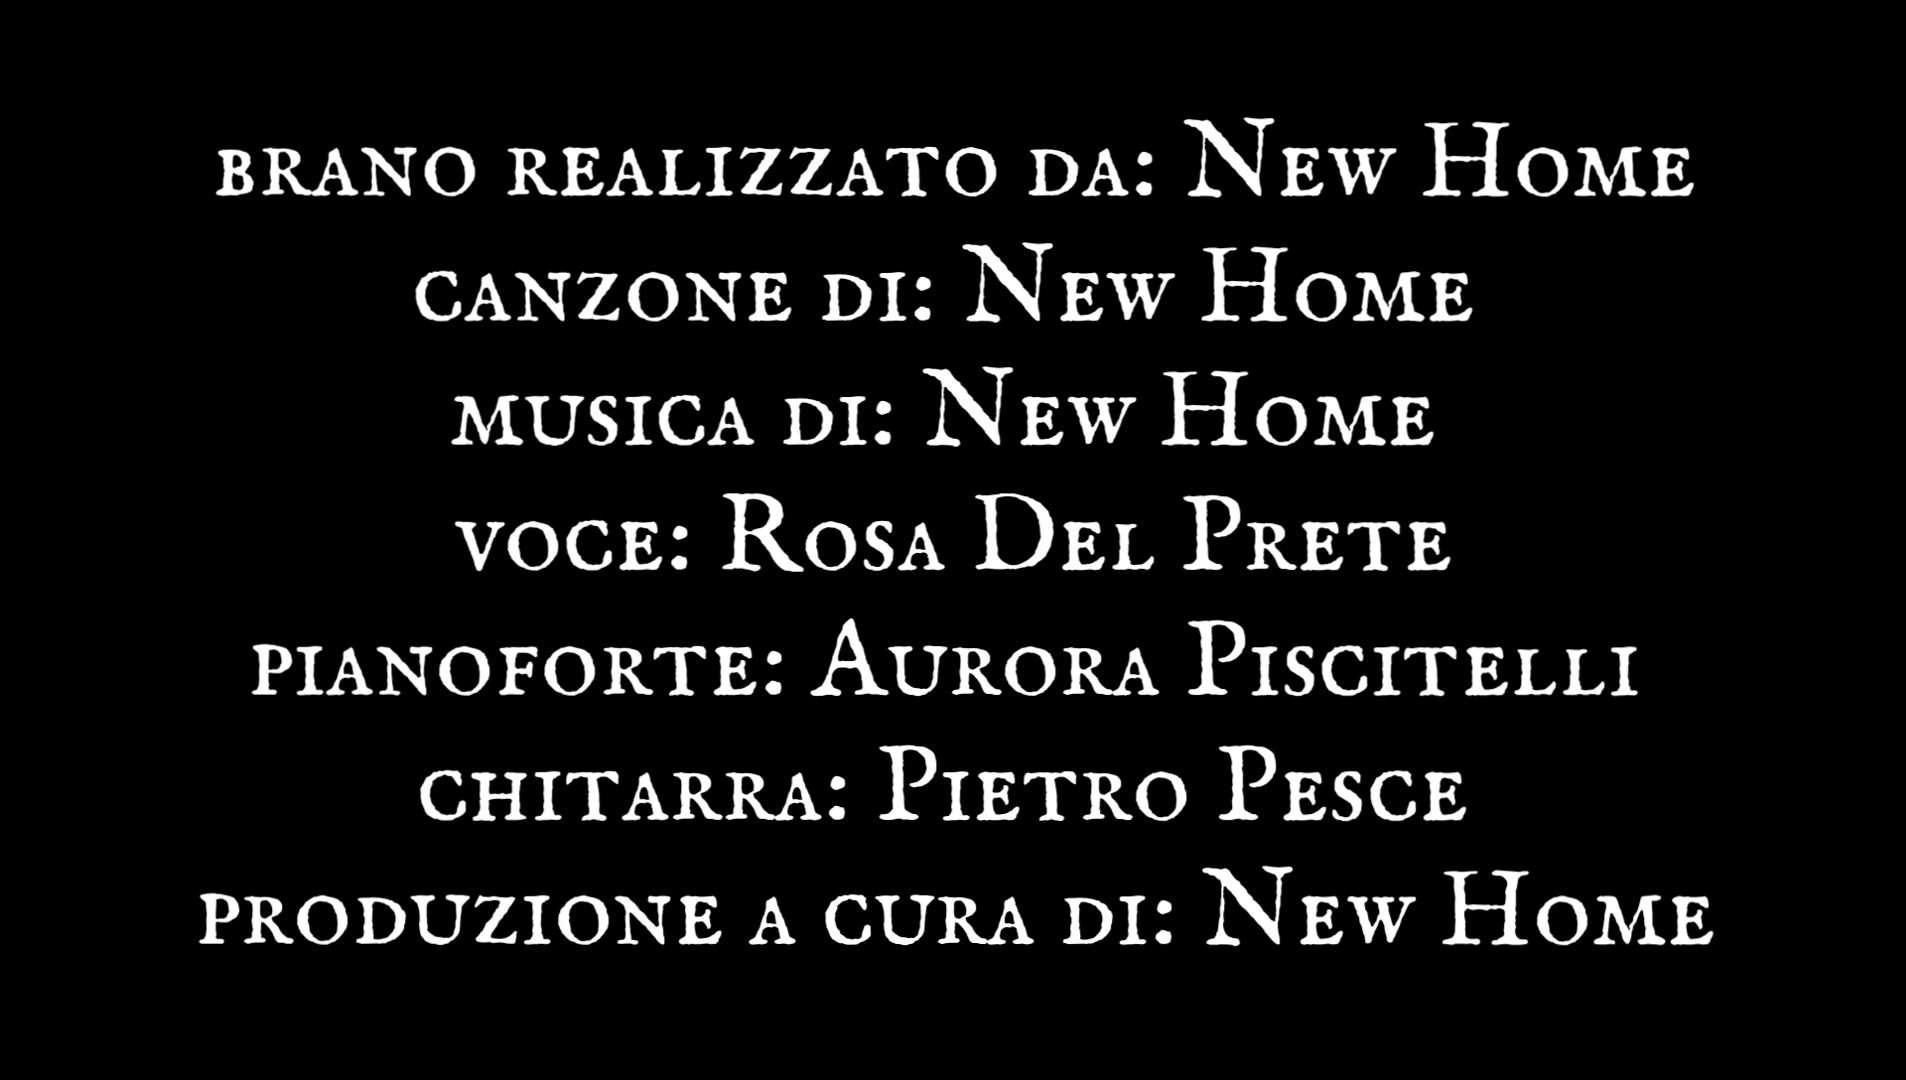 brano realizzato da: New Home
canzone di: New Home
musica di: New Home
voce: Rosa Del Prete
pianoforte: Aurora Piscitelli
chitarra: Pietro Pesce
produzione a cura di: New Home